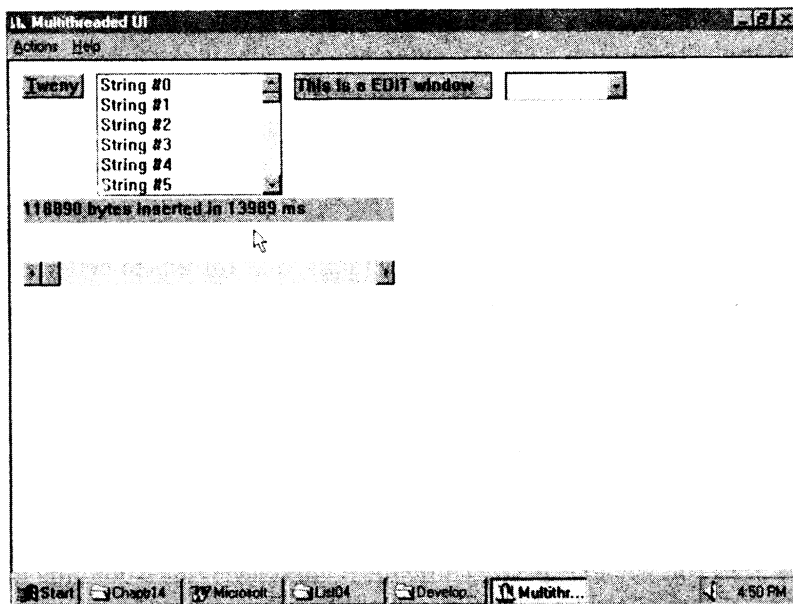 Multithreaded UI
Actions Help
Tweny
String #0
String #1
String #2
String #3
String #4
String #5
This is a EDIT window
118890 bytes inserted in 13989 ms
Start
Chaptr14
Microsoft...
List04
Develop...
Multithr...
4:50 PM